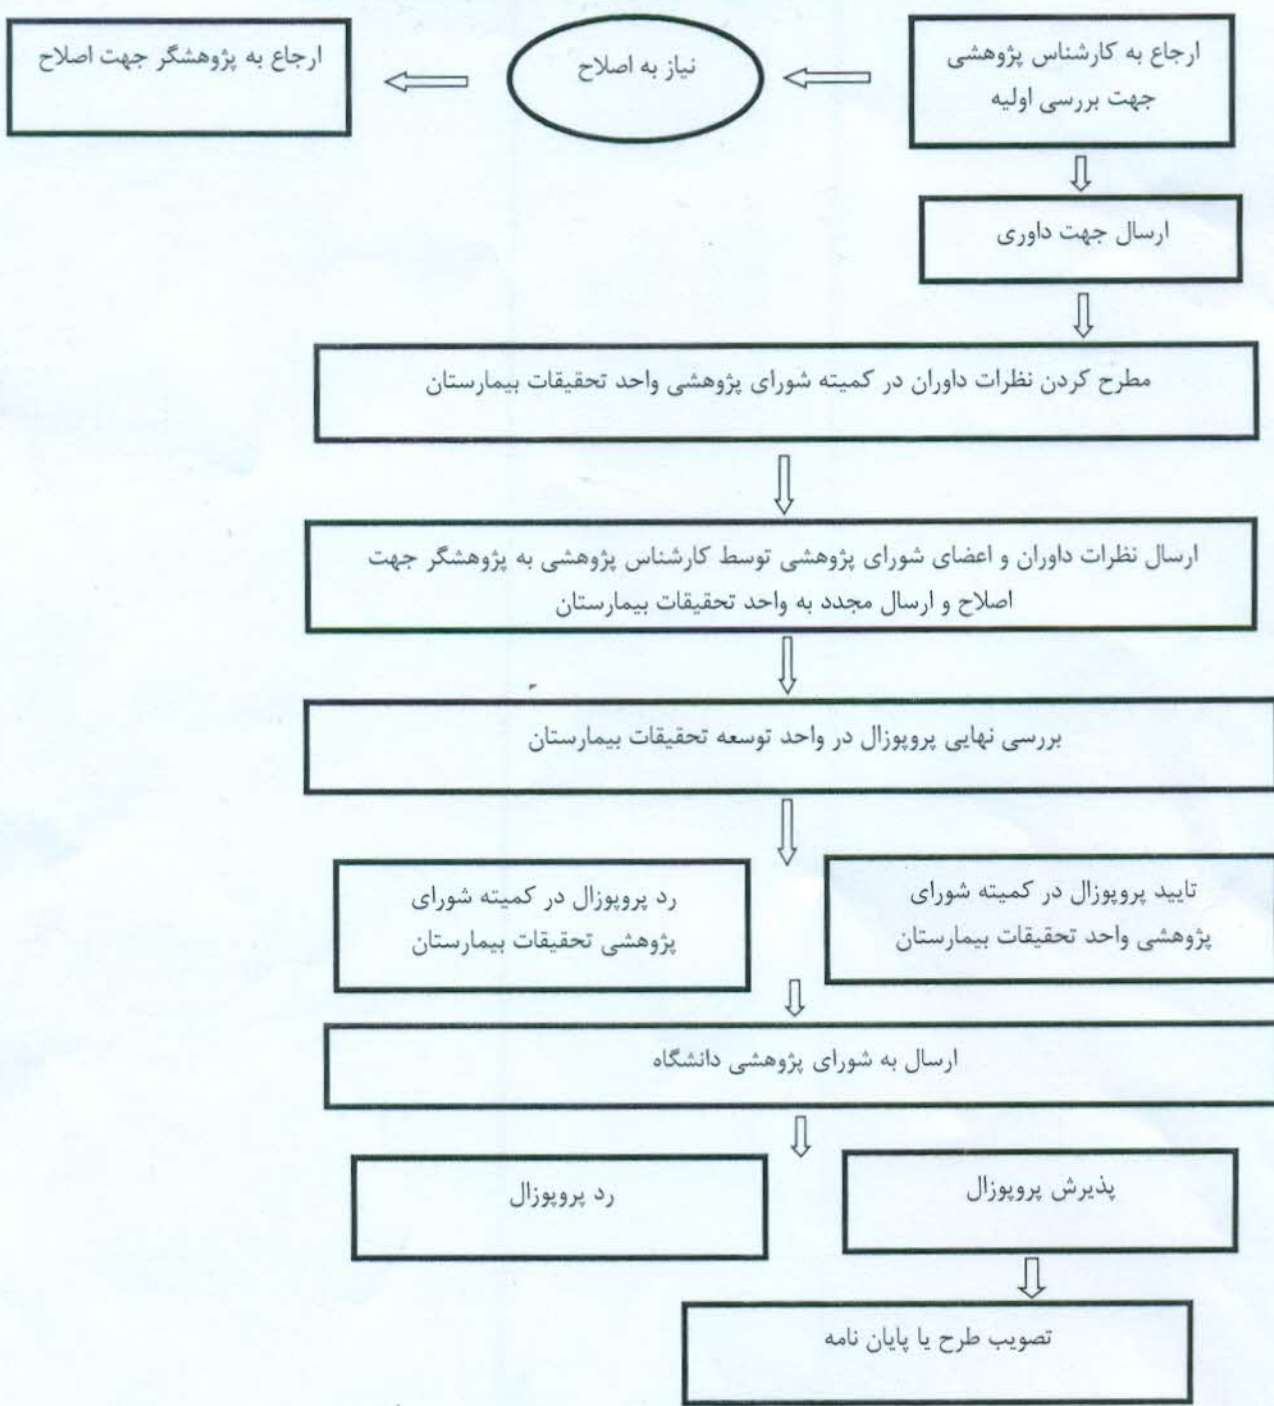 ارجاع به کارشناس پژوهشی
جهت بررسی اولیه
نیاز به اصلاح
ارجاع به پژوهشگر جهت اصلاح
ارسال جهت داوری
مطرح کردن نظرات داوران در کمیته شورای پژوهشی واحد تحقیقات بیمارستان
ارسال نظرات داوران و اعضای شورای پژوهشی توسط کارشناس پژوهشی به پژوهشگر جهت
اصلاح و ارسال مجدد به واحد تحقیقات بیمارستان
بررسی نهایی پروپوزال در واحد توسعه تحقیقات بیمارستان
تایید پروپوزال در کمیته شورای
پژوهشی واحد تحقیقات بیمارستان
رد پروپوزال در کمیته شورای
پژوهشی تحقیقات بیمارستان
ارسال به شورای پژوهشی دانشگاه
پذیرش پروپوزال
رد پروپوزال
تصویب طرح یا پایان نامه